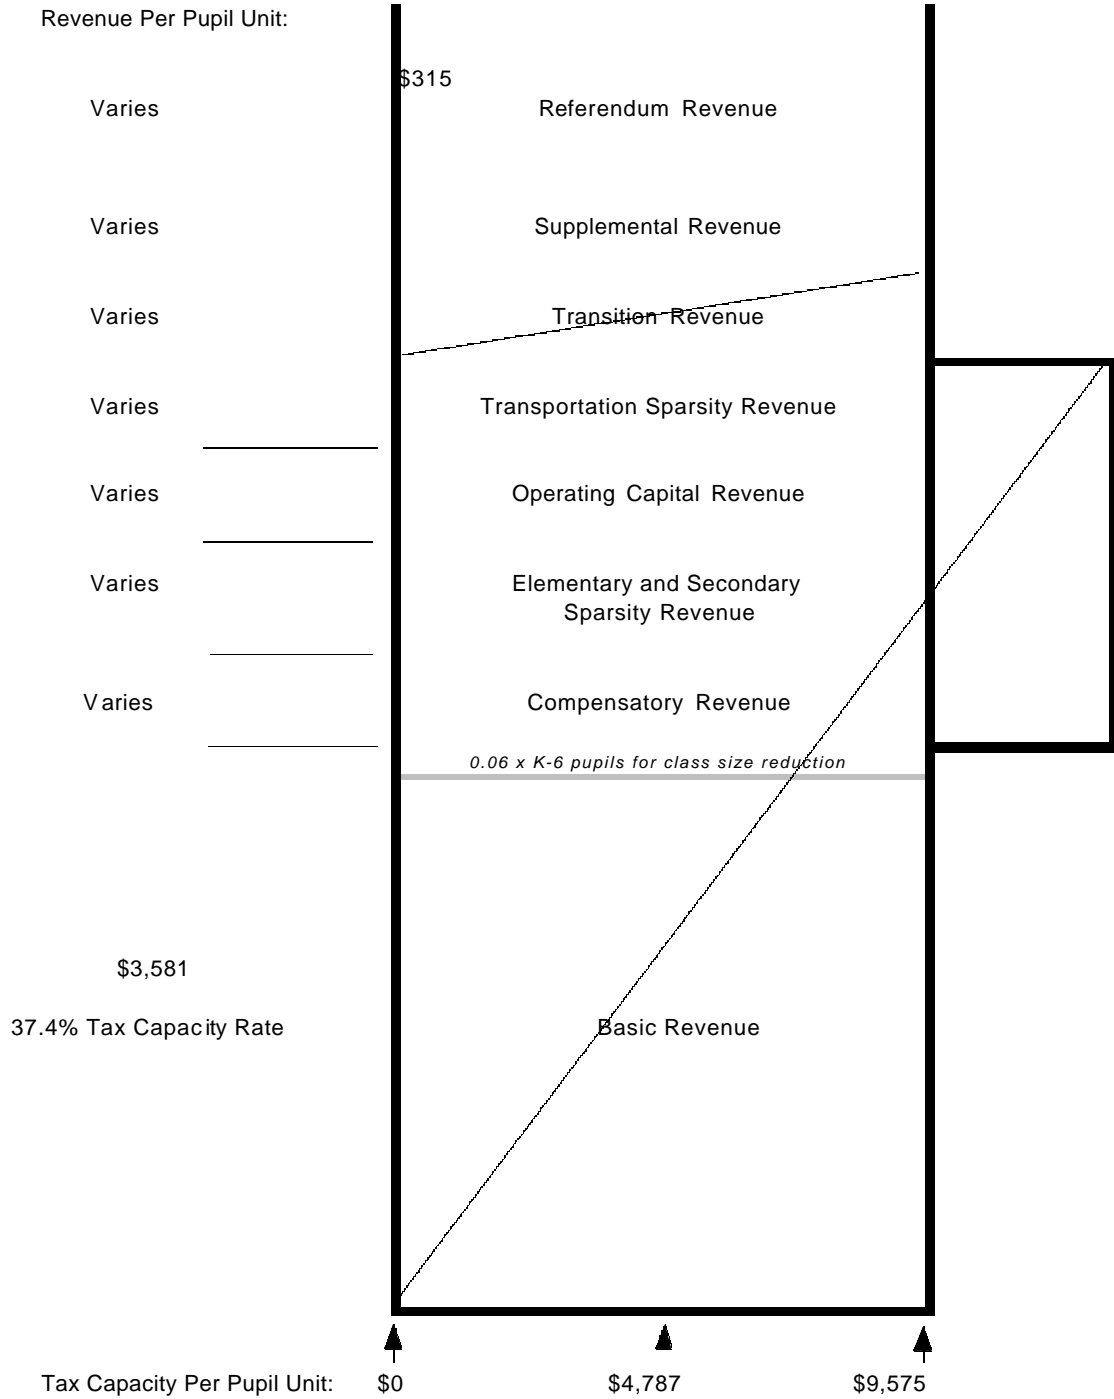 Revenue Per Pupil Unit:
$315
Varies Referendum Revenue
Varies Supplemental Revenue
Varies Transition Revenue
Varies Transportation Sparsity Revenue
Varies Operating Capital Revenue
Varies Elementary and Secondary
Sparsity Revenue
Varies Compensatory Revenue
0.06 x K-6 pupils for class size reduction
$3,581
37.4% Tax Capacity Rate Basic Revenue
Tax Capacity Per Pupil Unit: $0 $4,787 $9,575